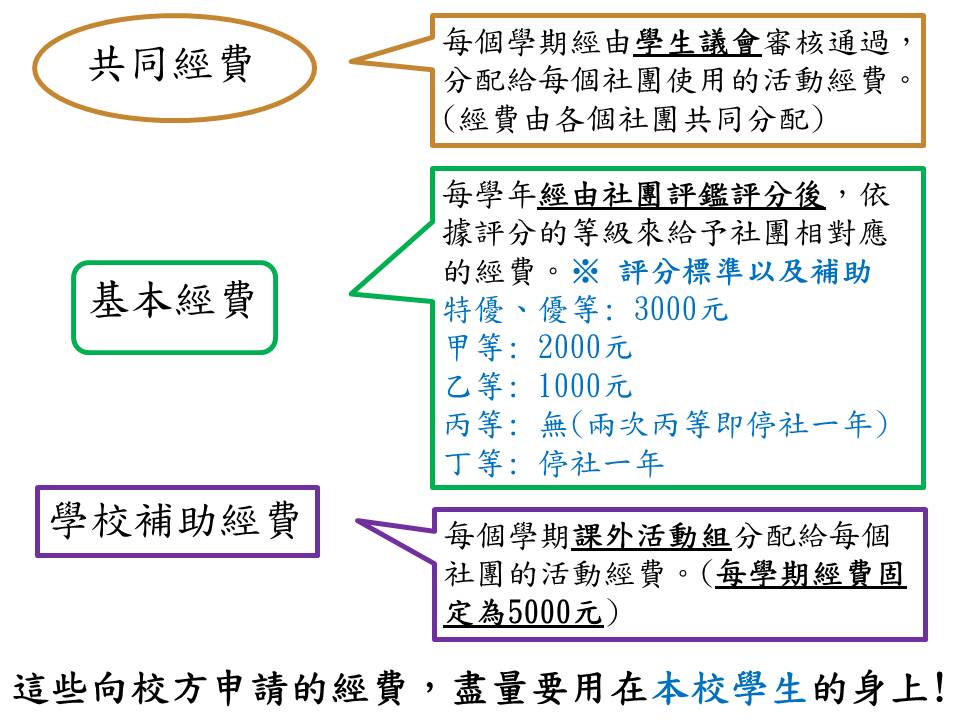 共同經費
每個學期經由學生議會審核通過，
分配給每個社團使用的活動經費。
(經費由各個社團共同分配)
基本經費
每學年經由社團評鑑評分後，依
據評分的等級來給予社團相對應
的經費。※ 評分標準以及補助
特優、優等: 3000元
甲等: 2000元
乙等: 1000元
丙等: 無(兩次丙等即停社一年)
丁等: 停社一年
學校補助經費
每個學期課外活動組分配給每個
社團的活動經費。(每學期經費固
定為5000元)
這些向校方申請的經費，盡量要用在本校學生的身上!